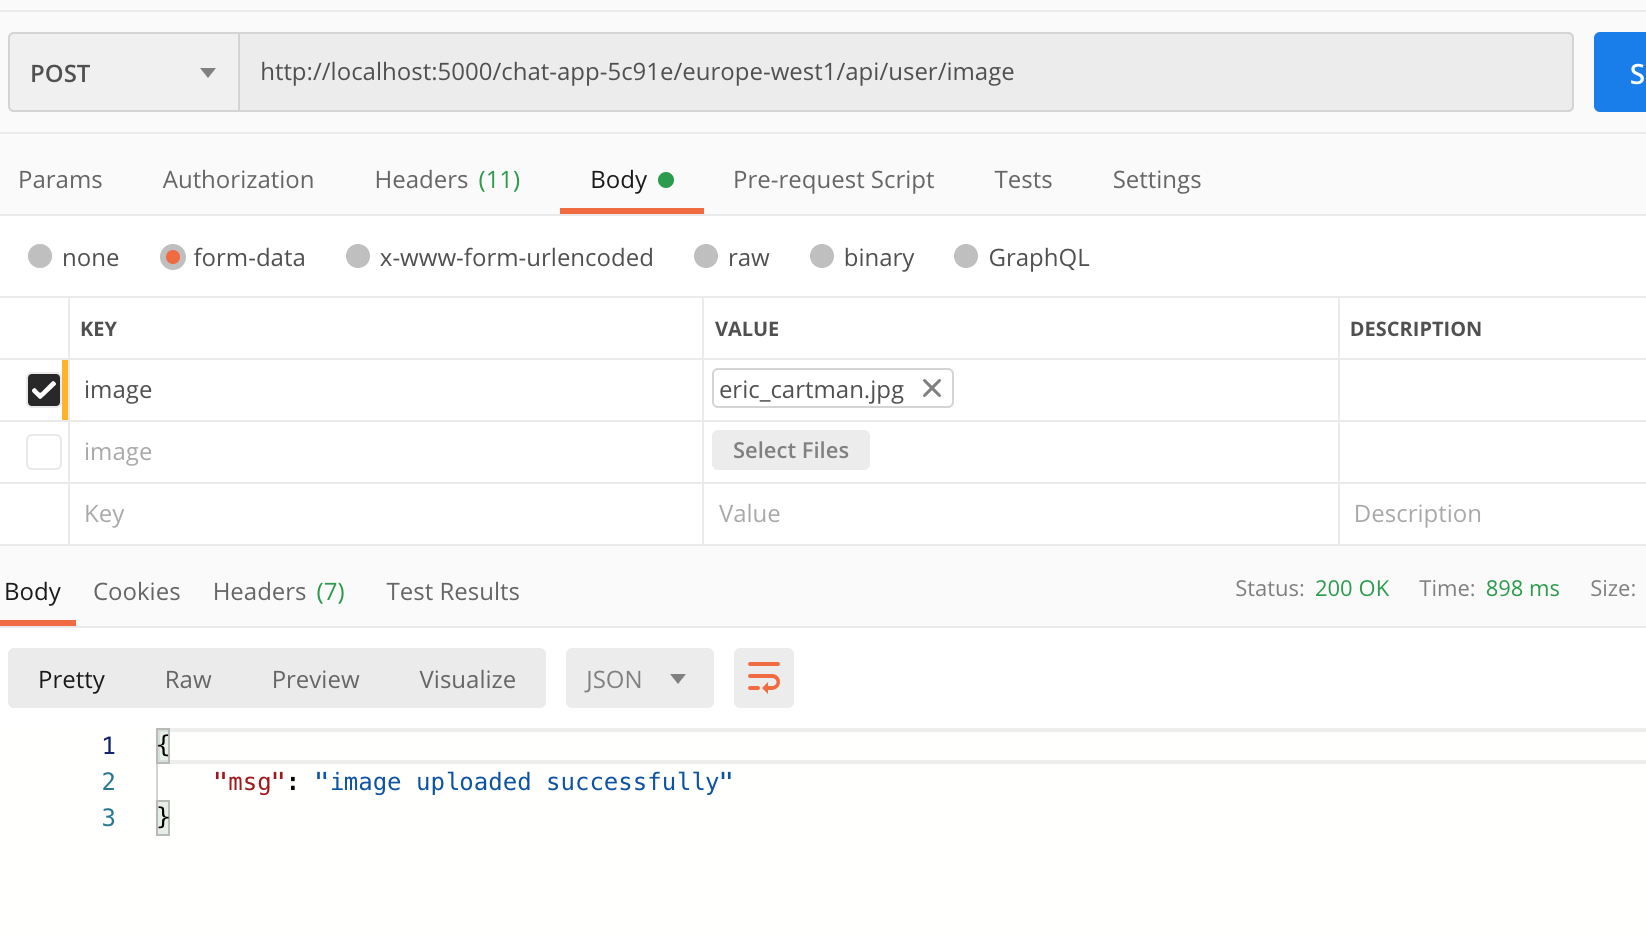 POST http://localhost:5000/chat-app-5c91e/europe-west1/api/user/image S
Params Authorization Headers (11) Body Pre-request Script Tests Settings
none form-data x-www-form-urlencoded raw binary GraphQL
KEY VALUE DESCRIPTION
image eric_cartman.jpg
image Select Files
Key Value Description
Body Cookies Headers (7) Test Results Status: 200 OK Time: 898 ms Size:
Pretty Raw Preview Visualize JSON
1 {
2 "msg": "image uploaded successfully"
3 }